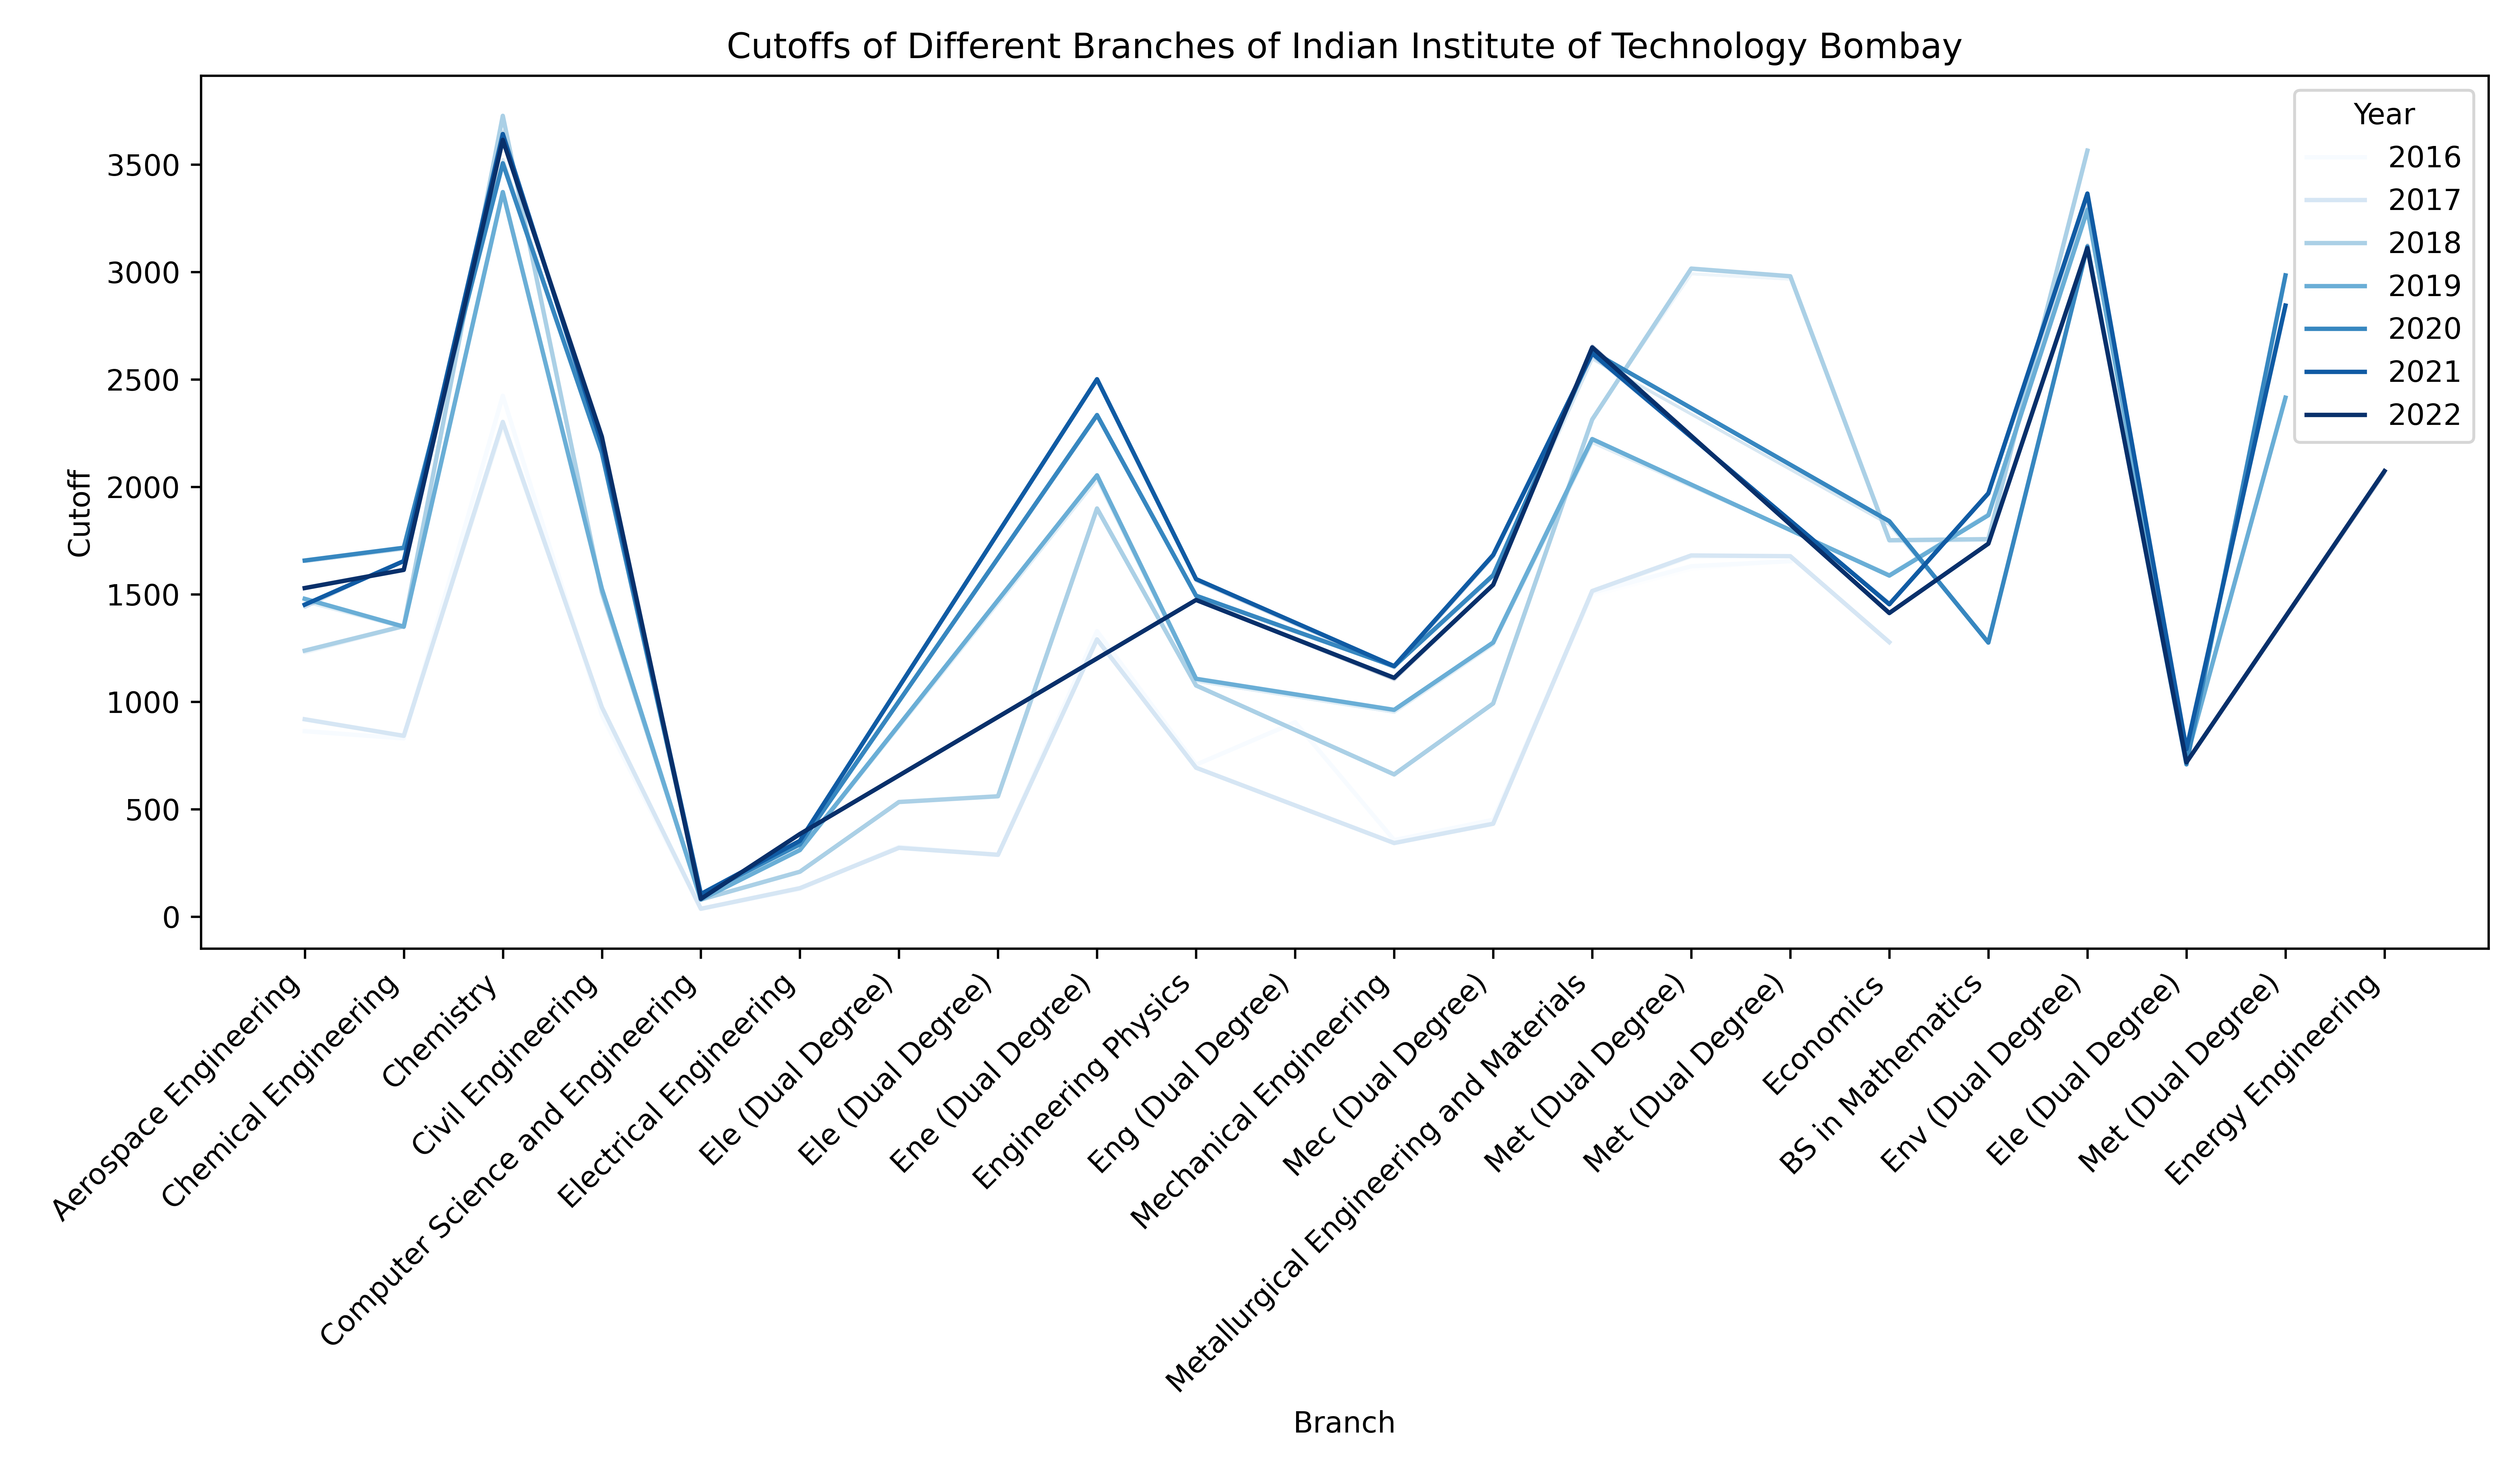 Cutoffs of Different Branches of Indian Institute of Technology Bombay
Year
2016
2017
2018
2019
2020
2021
2022
3500
3000
2500
2000
1500
1000
500
0
Cutoff
Aerospace Engineering
Chemical Engineering
Chemistry
Civil Engineering
Computer Science and Engineering
Electrical Engineering
Ele (Dual Degree)
Ele (Dual Degree)
Ene (Dual Degree)
Engineering Physics
Eng (Dual Degree)
Mechanical Engineering
Mec (Dual Degree)
Metallurgical Engineering and Materials
Met (Dual Degree)
Met (Dual Degree)
Economics
BS in Mathematics
Env (Dual Degree)
Ele (Dual Degree)
Met (Dual Degree)
Energy Engineering
Branch